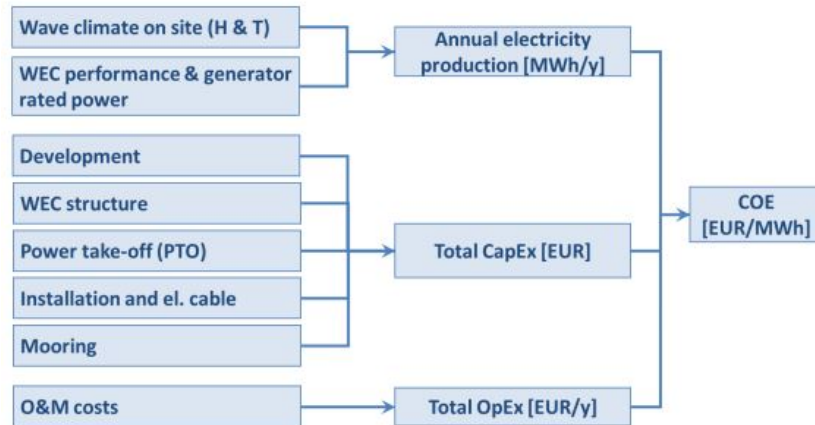 Wave climate on site (H & T)
WEC performance & generator
rated power
Annual electricity
production [MWh/y]
Development
WEC structure
Power take-off (PTO)
Installation and el. cable
Mooring
Total CapEx [EUR]
COE
[EUR/MWh]
O&M costs
Total OpEx [EUR/y]